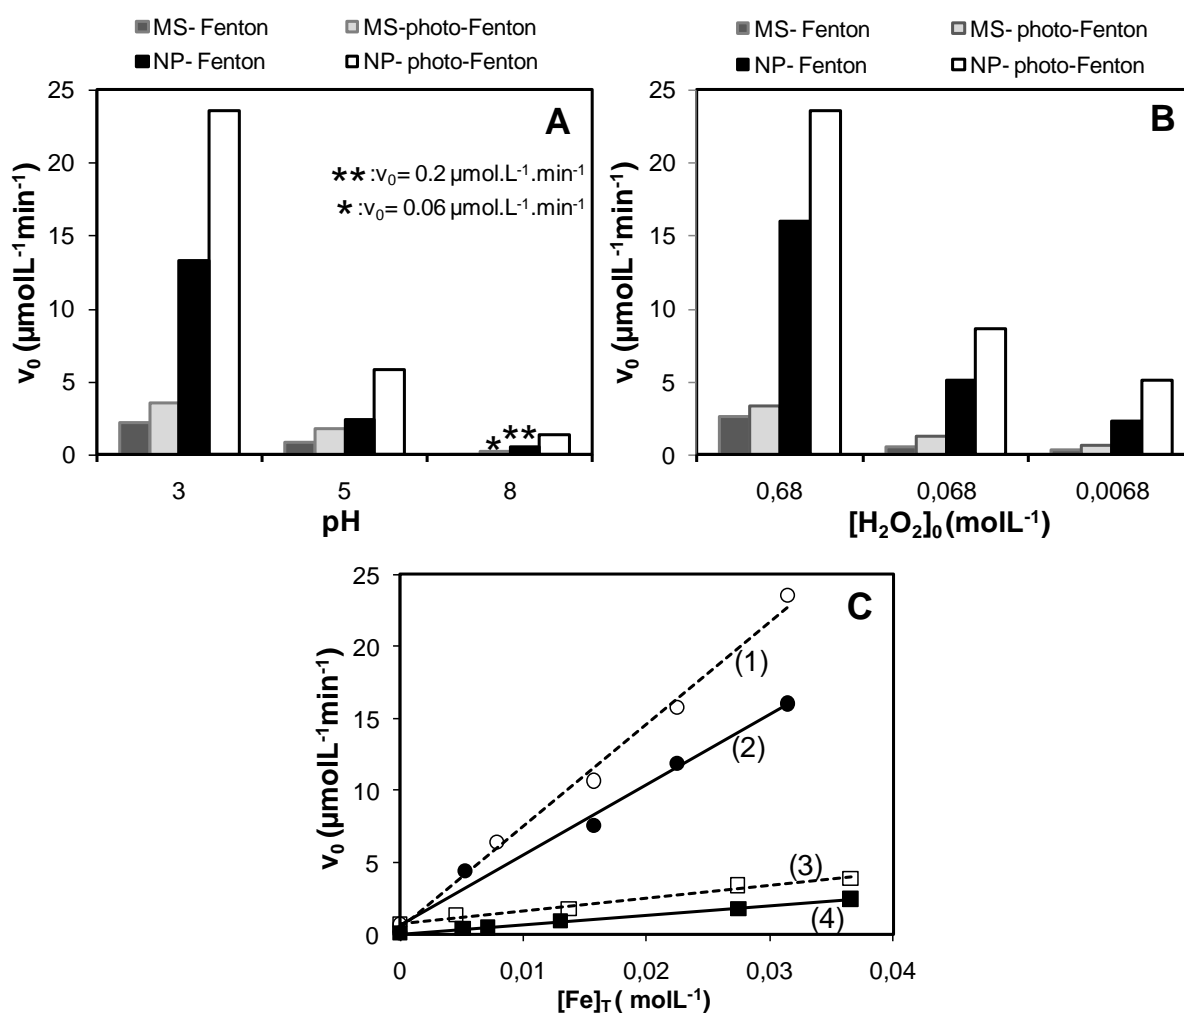 MS- Fenton MS-photo-Fenton
NP- Fenton NP- photo-Fenton
A
25
20
15
10
5
0
v₀ (µmolL⁻¹min⁻¹)
** :v₀= 0.2 µmol.L⁻¹.min⁻¹
* :v₀= 0.06 µmol.L⁻¹.min⁻¹
* **
3 5 8
pH
MS- Fenton MS- photo-Fenton
NP- Fenton NP- photo-Fenton
B
25
20
15
10
5
0
v₀ (µmolL⁻¹min⁻¹)
0,68 0,068 0,0068
[H₂O₂]₀ (molL⁻¹)
C
25
20
15
10
5
0
v₀ (µmolL⁻¹min⁻¹)
(1)
(2)
(3)
(4)
0 0,01 0,02 0,03 0,04
[Fe]T ( molL⁻¹)